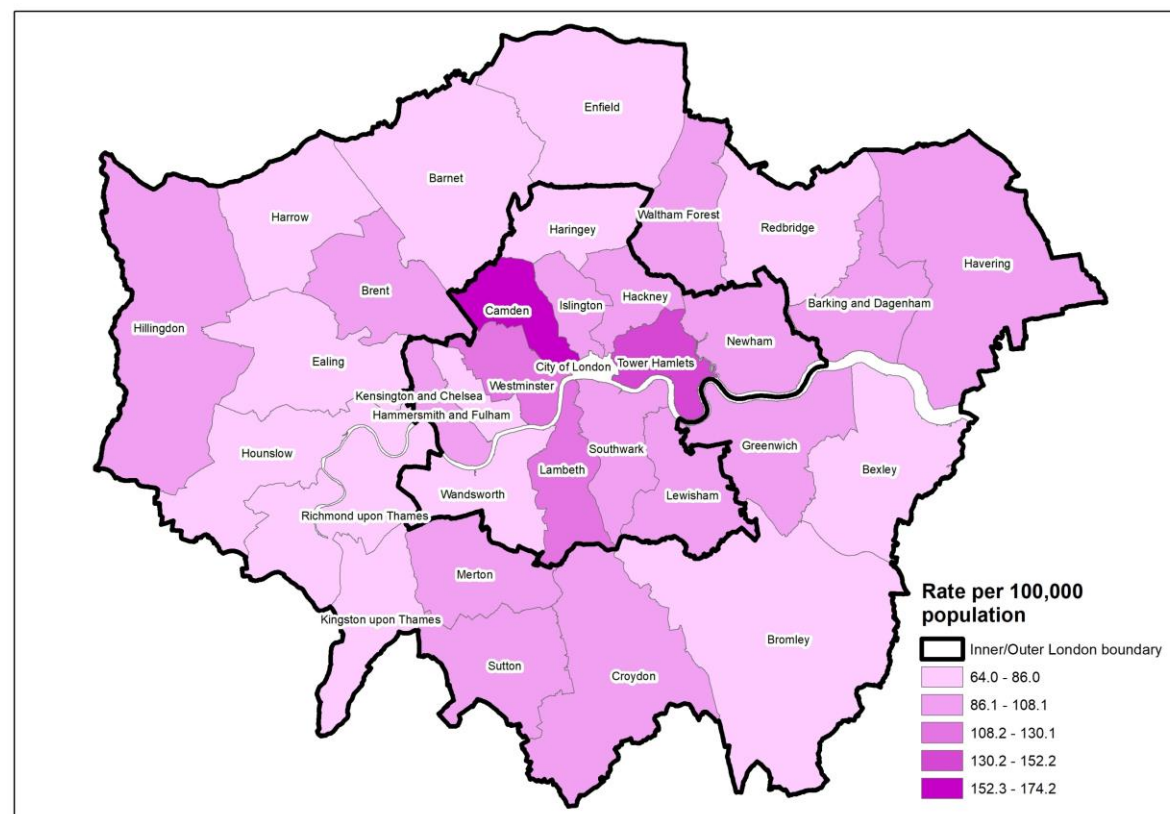 Enfield
Barnet
Harrow
Haringey
Waltham Forest
Redbridge
Havering
Brent
Camden
Islington
Hackney
Barking and Dagenham
Hillingdon
Newham
Ealing
City of London
Tower Hamlets
Westminster
Kensington and Chelsea
Hammersmith and Fulham
Hounslow
Southwark
Greenwich
Lambeth
Bexley
Wandsworth
Lewisham
Richmond upon Thames
Merton
Kingston upon Thames
Bromley
Sutton
Croydon
Rate per 100,000
population
Inner/Outer London boundary
64.0 - 86.0
86.1 - 108.1
108.2 - 130.1
130.2 - 152.2
152.3 - 174.2